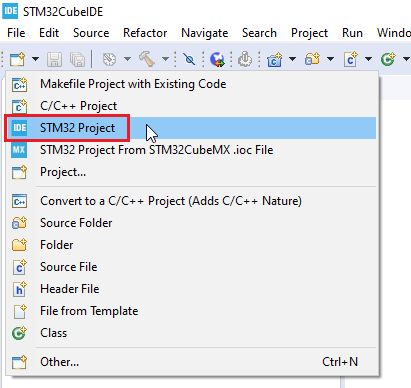 IDE STM32CubeIDE
File Edit Source Refactor Navigate Search Project Run Windo
Makefile Project with Existing Code
C/C++ Project
IDE STM32 Project
MX STM32 Project From STM32CubeMX .ioc File
Project...
Convert to a C/C++ Project (Adds C/C++ Nature)
Source Folder
Folder
Source File
Header File
File from Template
Class
Other... Ctrl+N